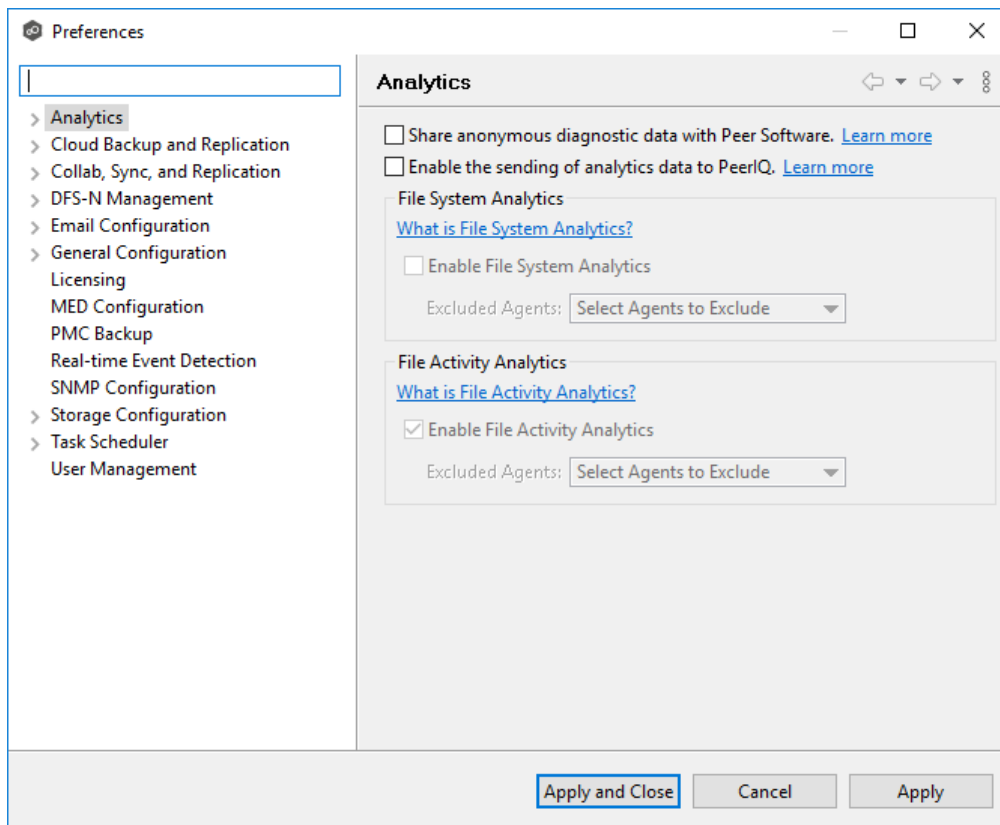 Preferences
Analytics
Cloud Backup and Replication
Collab, Sync, and Replication
DFS-N Management
Email Configuration
General Configuration
Licensing
MED Configuration
PMC Backup
Real-time Event Detection
SNMP Configuration
Storage Configuration
Task Scheduler
User Management
Analytics
Share anonymous diagnostic data with Peer Software. Learn more
Enable the sending of analytics data to PeerIQ. Learn more
File System Analytics
What is File System Analytics?
Enable File System Analytics
Excluded Agents: Select Agents to Exclude
File Activity Analytics
What is File Activity Analytics?
Enable File Activity Analytics
Excluded Agents: Select Agents to Exclude
Apply and Close Cancel Apply